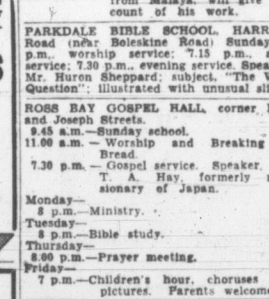 from Malaya, will give
count of his work.
PARKDALE BIBLE SCHOOL, HARR
Road (near Boleskine Road) Sunday
p.m., worship service; 7.15 p.m.,
service; 7.30 p.m., evening service. Spea
Mr. Huron Sheppard; subject, "The V
Question"; illustrated with unusual sli
ROSS BAY GOSPEL HALL, corner
and Joseph Streets.
9.45 a.m.—Sunday school.
11.00 a.m. - Worship and Breaking
Bread.
7.30 p.m. - Gospel service. Speaker,
T. A. Hay, formerly m
sionary of Japan.
Monday—
8 p.m.—Ministry.
Tuesday—
8 p.m.—Bible study.
Thursday—
8.00 p.m.—Prayer meeting.
Friday—
7 p.m.—Children's hour, choruses
pictures. Parents welcome